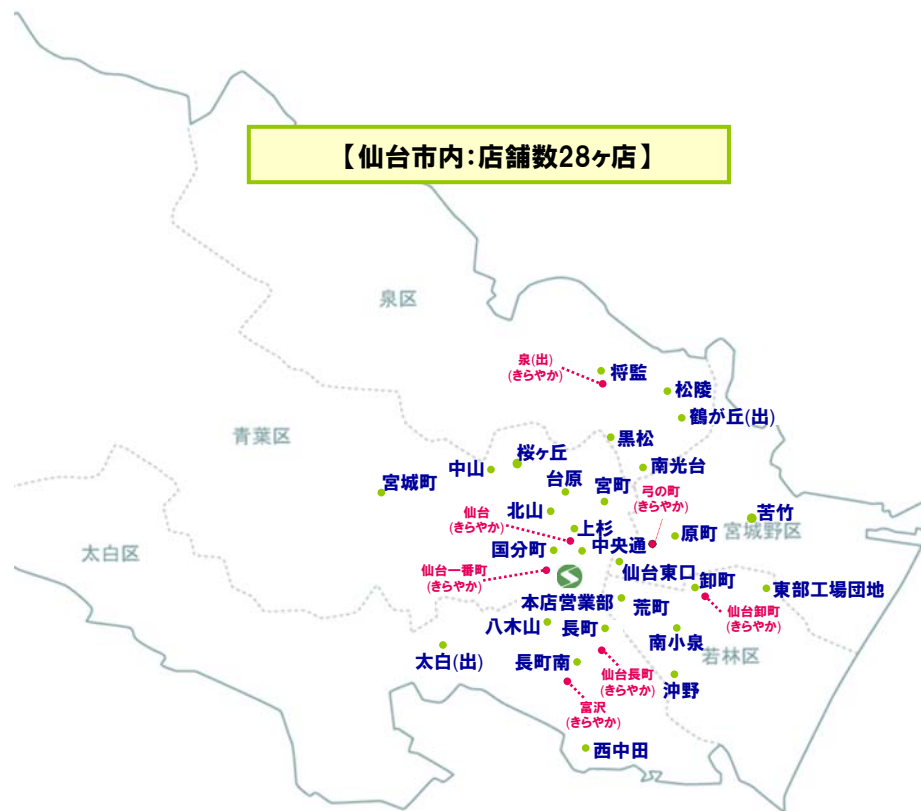 【仙台市内:店舗数28ヶ店】
泉区
泉(出)
(きらやか)
将監
松陵
鶴が丘(出)
青葉区
黒松
桜ヶ丘
中山
南光台
宮城町
台原
宮町
弓の町
(きらやか)
仙台
(きらやか)
北山
苦竹
宮城野区
上杉
原町
太白区
国分町
中央通
仙台一番町
(きらやか)
仙台東口
卸町
東部工場団地
本店営業部
荒町
仙台卸町
(きらやか)
八木山
長町
南小泉
太白(出)
長町南
仙台長町
(きらやか)
若林区
沖野
富沢
(きらやか)
西中田